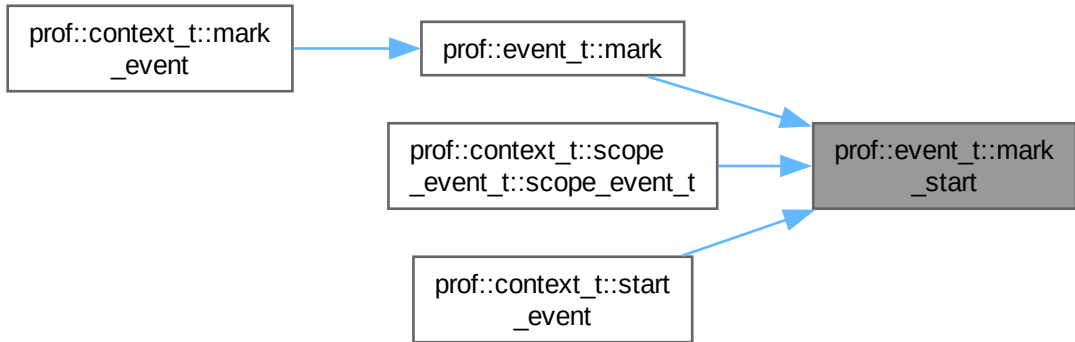 prof::context_t::mark
_event
prof::event_t::mark
prof::context_t::scope
_event_t::scope_event_t
prof::event_t::mark
_start
prof::context_t::start
_event